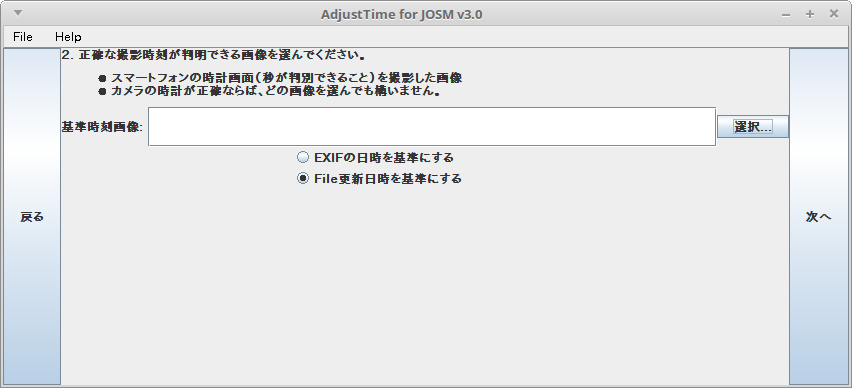 AdjustTime for JOSM v3.0
File Help
2. 正確な撮影時刻が判明できる画像を選んでください。
● スマートフォンの時計画面(秒が判別できること)を撮影した画像
● カメラの時計が正確ならば、どの画像を選んでも構いません。
基準時刻画像:
選択...
EXIFの日時を基準にする
File更新日時を基準にする
戻る
次へ